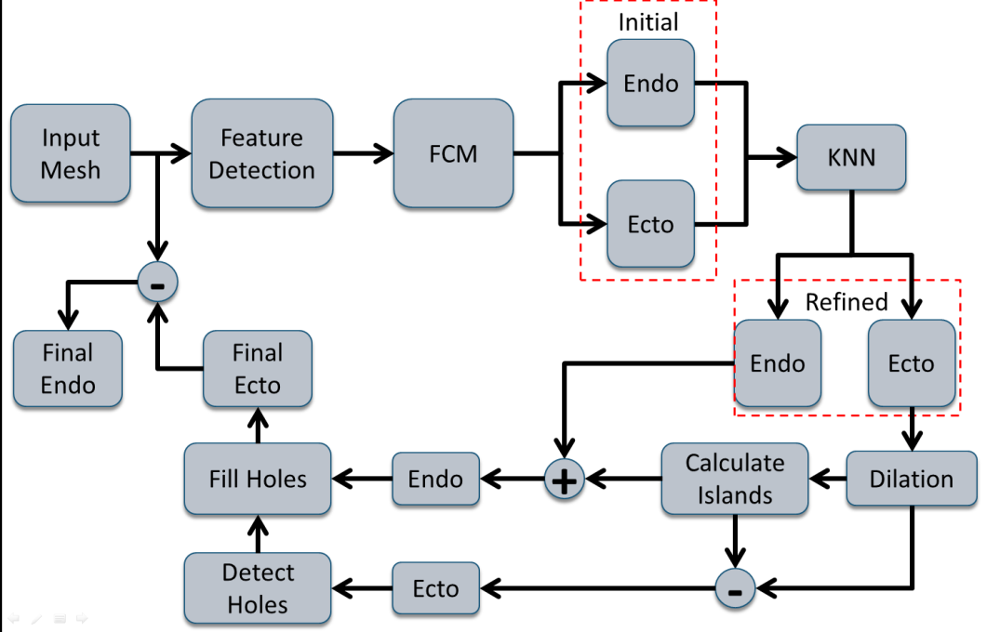 Initial
Endo
Input
Mesh
Feature
Detection
FCM
KNN
Ecto
-
Refined
Final
Endo
Final
Ecto
Endo
Ecto
Fill Holes
Endo
+
Calculate
Islands
Dilation
Detect
Holes
Ecto
-